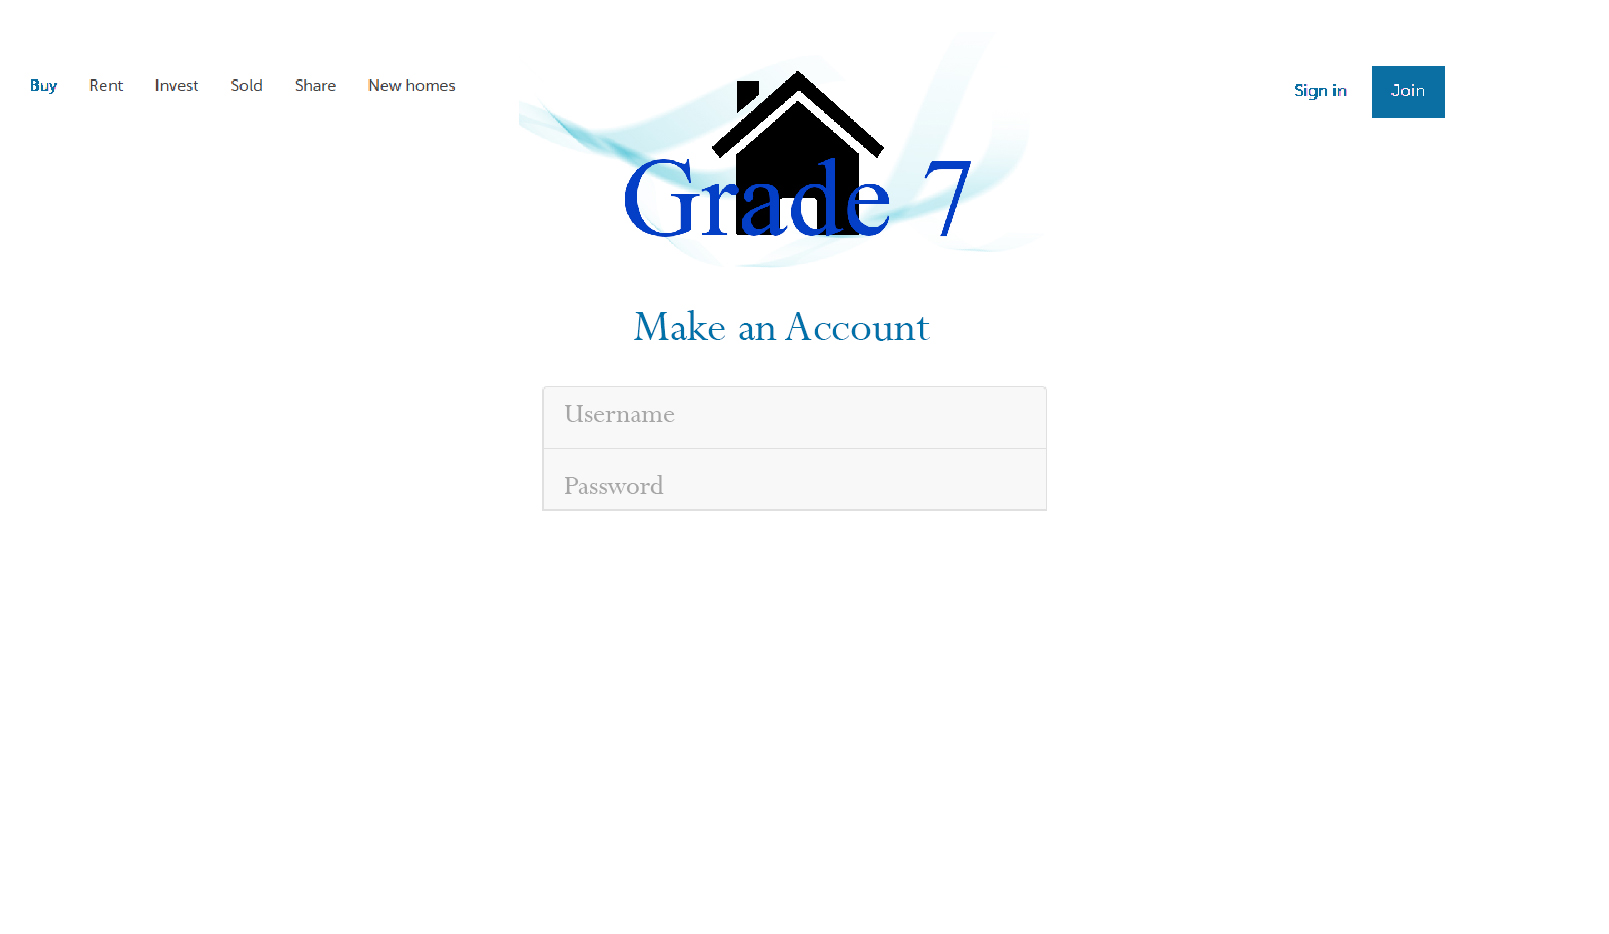 Buy Rent Invest Sold Share New homes
Sign in Join
Grade 7
Make an Account
Username
Password